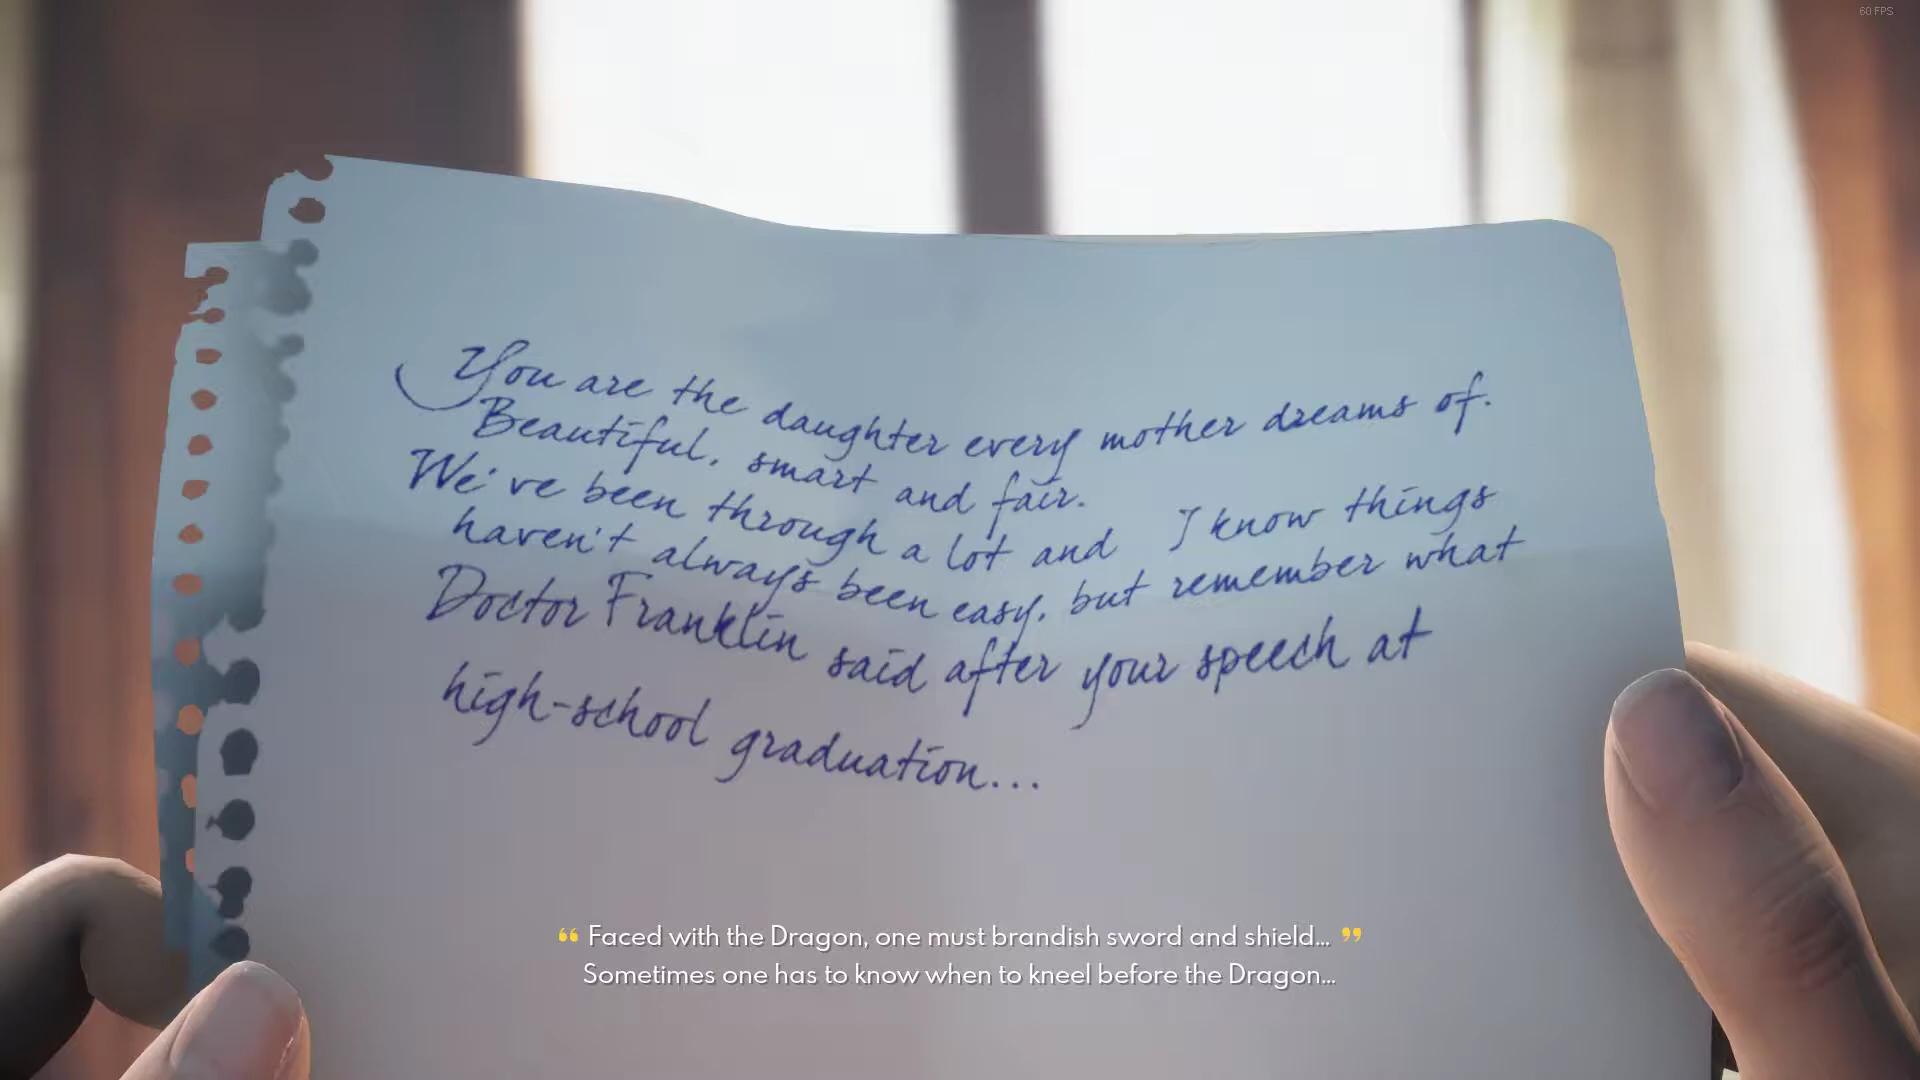 60 FPS
You are the daughter every mother dreams of.
Beautiful, smart and fair.
We've been through a lot and I know things
haven't always been easy, but remember what
Doctor Franklin said after your speech at
high-school graduation...
“ Faced with the Dragon, one must brandish sword and shield... ”
Sometimes one has to know when to kneel before the Dragon...